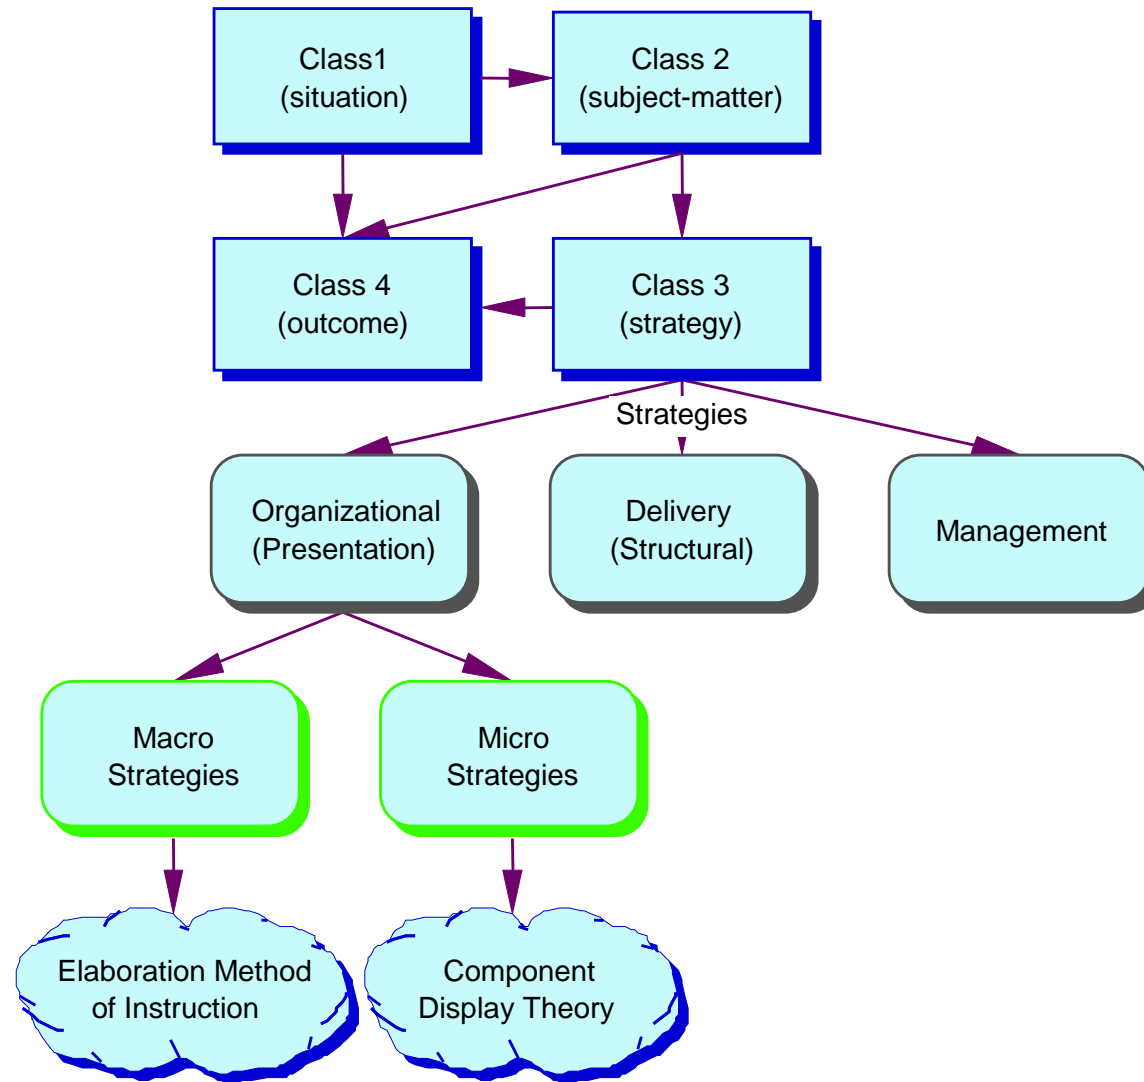 Class1
(situation)
Class 2
(subject-matter)
Class 4
(outcome)
Class 3
(strategy)
Strategies
Organizational
(Presentation)
Delivery
(Structural)
Management
Macro
Strategies
Micro
Strategies
Elaboration Method
of Instruction
Component
Display Theory